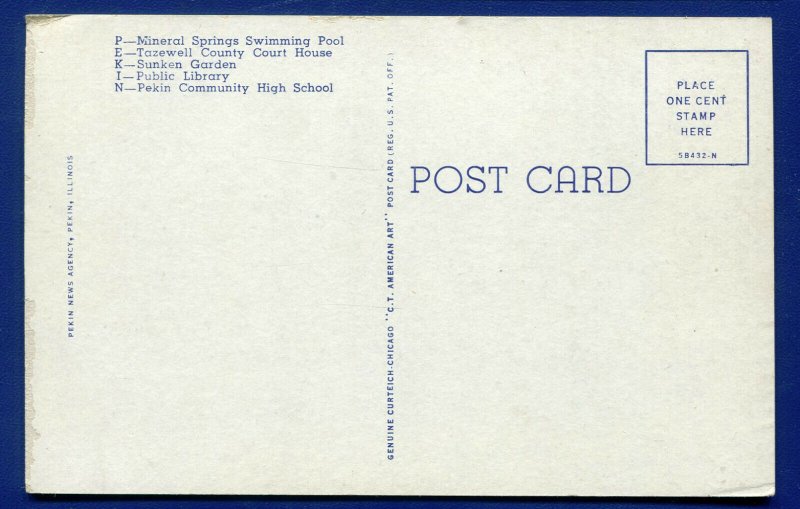 P—Mineral Springs Swimming Pool
E—Tazewell County Court House
K—Sunken Garden
I—Public Library
N—Pekin Community High School
PEKIN NEWS AGENCY, PEKIN, ILLINOIS
GENUINE CURTEICH-CHICAGO "C.T. AMERICAN ART" POST CARD (REG. U.S. PAT. OFF.)
POST CARD
PLACE
ONE CENT
STAMP
HERE
5B432-N